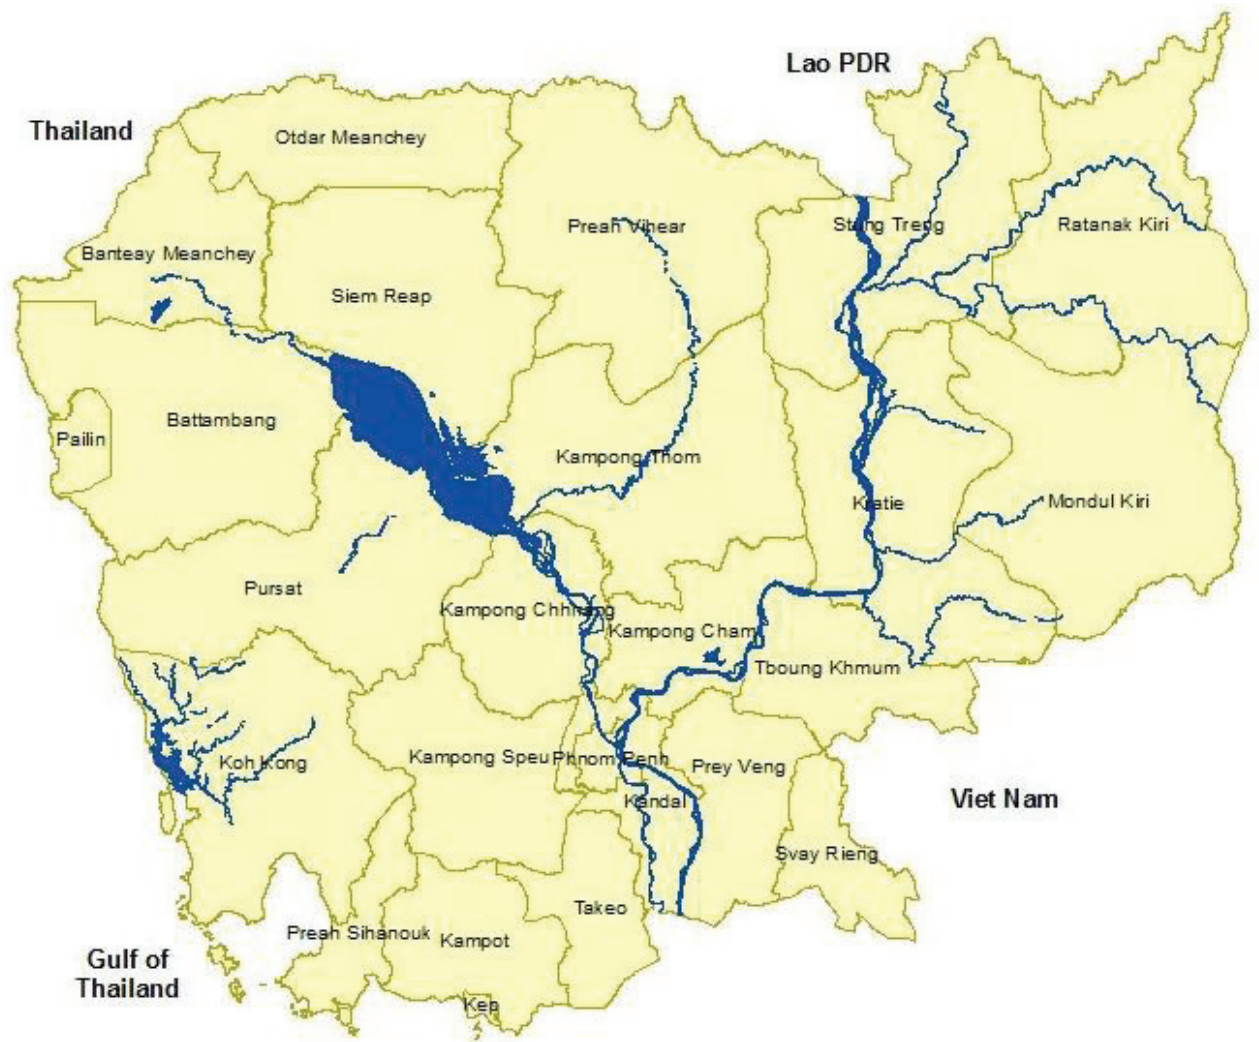 Lao PDR
Thailand
Otdar Meanchey
Preah Vihear
Stung Treng
Ratanak Kiri
Banteay Meanchey
Siem Reap
Battambang
Pailin
Kampong Thom
Kratie
Mondul Kiri
Pursat
Kampong Chhnang
Kampong Cham
Tboung Khmum
Koh Kong
Kampong Speu
Phnom Penh
Prey Veng
Kandal
Viet Nam
Svay Rieng
Takeo
Preah Sihanouk
Kampot
Gulf of
Thailand
Kep